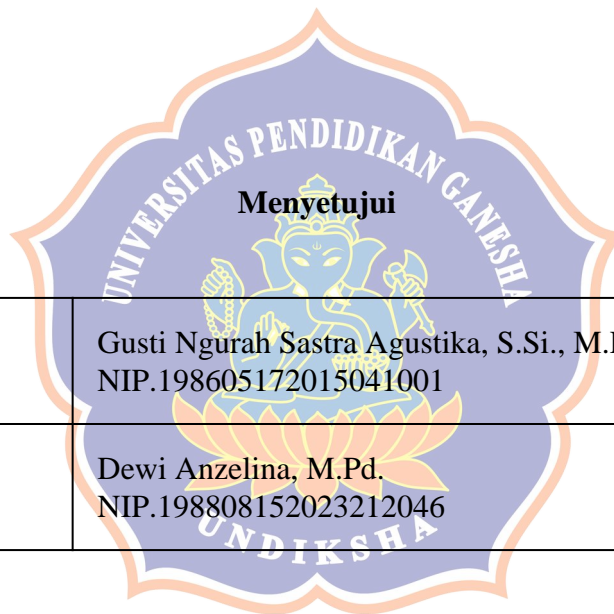 UNIVERSITAS PENDIDIKAN GANESHA
Menyetujui
Gusti Ngurah Sastra Agustika, S.Si., M.
NIP.198605172015041001
Dewi Anzelina, M.Pd.
NIP.198808152023212046
UNDIKSHA